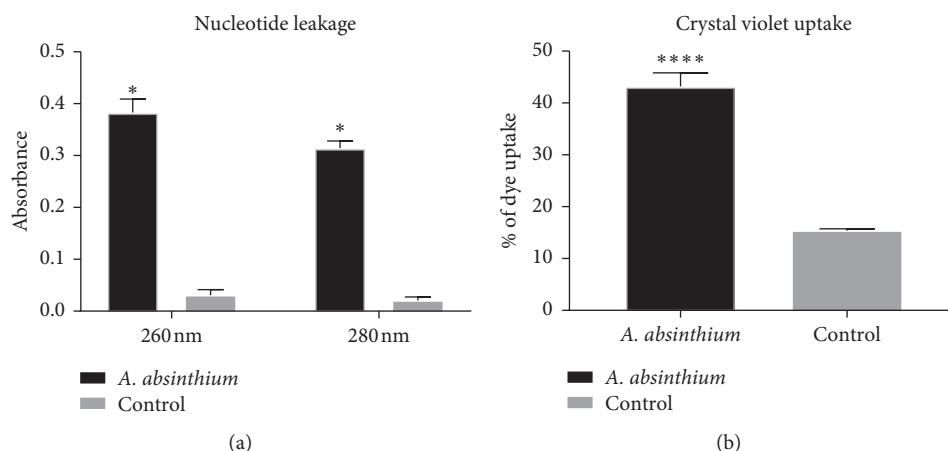 Nucleotide leakage
Absorbance
0.5
0.4
0.3
0.2
0.1
0.0
*
*
260 nm
280 nm
A. absinthium
Control
(a)
Crystal violet uptake
% of dye uptake
50
40
30
20
10
0
****
A. absinthium
Control
A. absinthium
Control
(b)